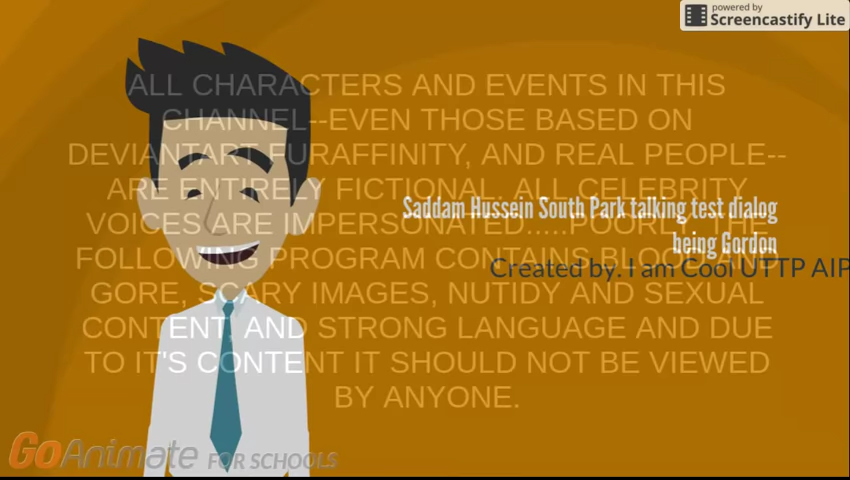 powered by
Screencastify Lite
ALL CHARACTERS AND EVENTS IN THIS
CHANNEL--EVEN THOSE BASED ON
DEVIANTART, FURAFFINITY, AND REAL PEOPLE--
ARE ENTIRELY FICTIONAL. ALL CELEBRITY
Saddam Hussein South Park talking test dialog
VOICES ARE IMPERSONATED.....POORLY. THE
being Gordon
FOLLOWING PROGRAM CONTAINS BLOOD AND
Created by. I am Cool UTTP AIP
GORE, SCARY IMAGES, NUTIDY AND SEXUAL
CONTENT AND STRONG LANGUAGE AND DUE
TO IT'S CONTENT IT SHOULD NOT BE VIEWED
BY ANYONE.
GoAnimate FOR SCHOOLS